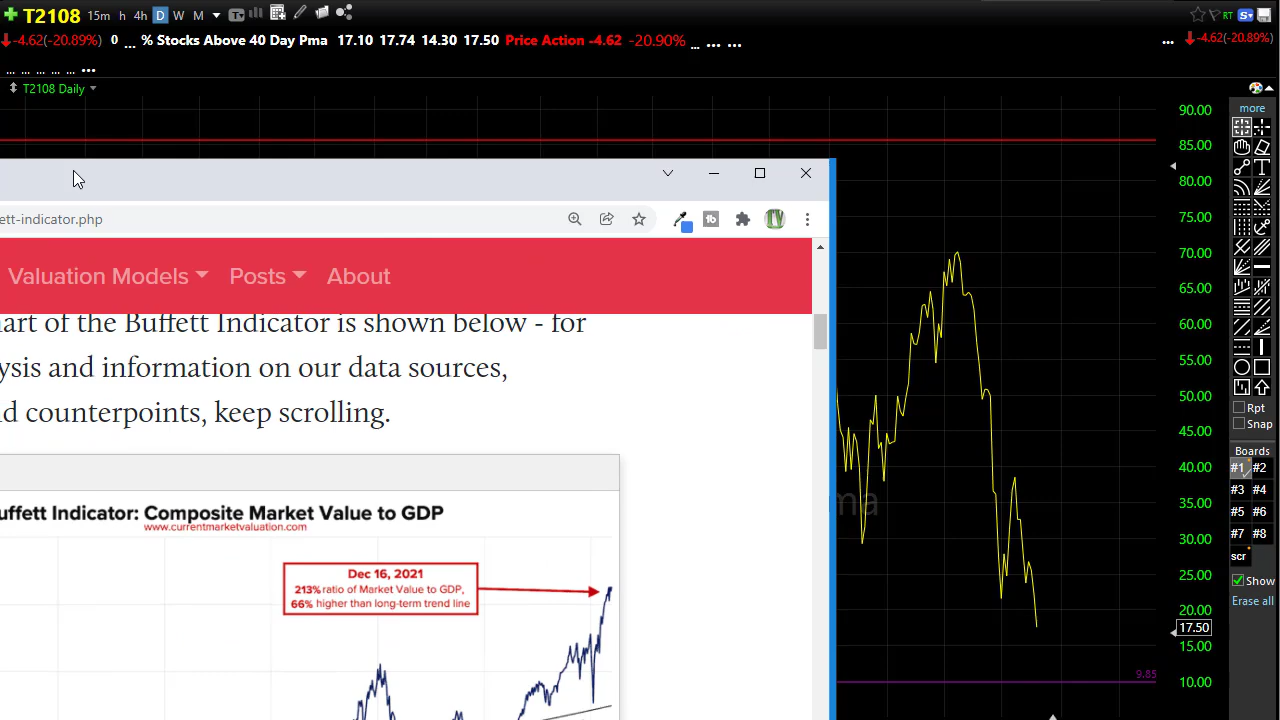 T2108 15m h 4h D W M
-4.62(-20.89%) 0 ... % Stocks Above 40 Day Pma 17.10 17.74 14.30 17.50 Price Action -4.62 -20.90% ... ... ...
RT
... -4.62(-20.89%)
... ... ... ... ... ...
T2108 Daily
ett-indicator.php
Valuation Models Posts About
art of the Buffett Indicator is shown below - for
ysis and information on our data sources,
d counterpoints, keep scrolling.
uffett Indicator: Composite Market Value to GDP
www.currentmarketvaluation.com
Dec 16, 2021
213% ratio of Market Value to GDP,
66% higher than long-term trend line
ma
90.00
85.00
80.00
75.00
70.00
65.00
60.00
55.00
50.00
45.00
40.00
35.00
30.00
25.00
20.00
17.50
15.00
9.85
10.00
more
Rpt
Snap
Boards
#1 #2
#3 #4
#5 #6
#7 #8
scr
Show
Erase all